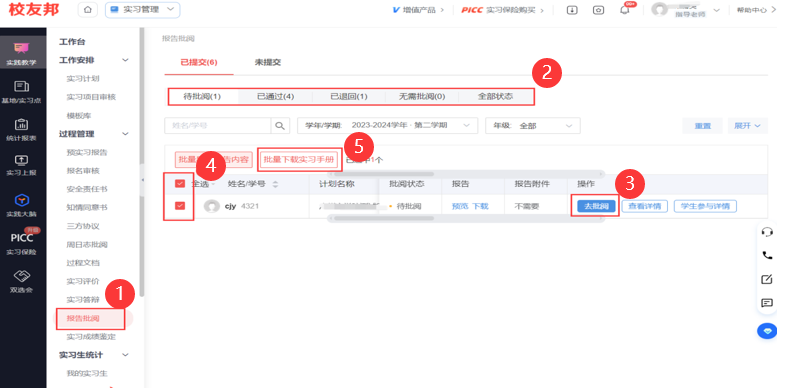 校友邦
实习管理
增值产品
PICC 实习保险购买
99+
指导老师
帮助中心
实践教学
基地/实习点
统计报表
实习上报
实践大脑
PICC
升级
实习保险
双选会
工作台
工作安排
实习计划
实习项目审核
模板库
过程管理
预实习报告
报名审核
安全责任书
知情同意书
三方协议
周日志批阅
过程文档
实习评价
实习答辩
1
报告批阅
实习成绩鉴定
实习生统计
我的实习生
报告批阅
已提交(6) 未提交
2
待批阅(1) 已通过(4) 已退回(1) 无需批阅(0) 全部状态
姓名/学号
学年/学期: 2023-2024学年 - 第二学期
年级: 全部
重置 展开
5
批量 告内容
批量下载实习手册
中1个
4
3
全选 姓名/学号 计划名称 批阅状态 报告 报告附件 操作
cjy 4321 待批阅 预览 下载 不需要 去批阅 查看详情 学生参与详情